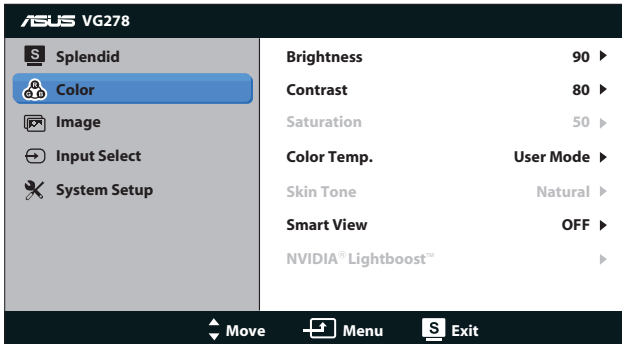 ASUS VG278
S Splendid
R G B Color
Image
Input Select
System Setup
Brightness 90
Contrast 80
Saturation 50
Color Temp. User Mode
Skin Tone Natural
Smart View OFF
NVIDIA® Lightboost™
Move Menu S Exit